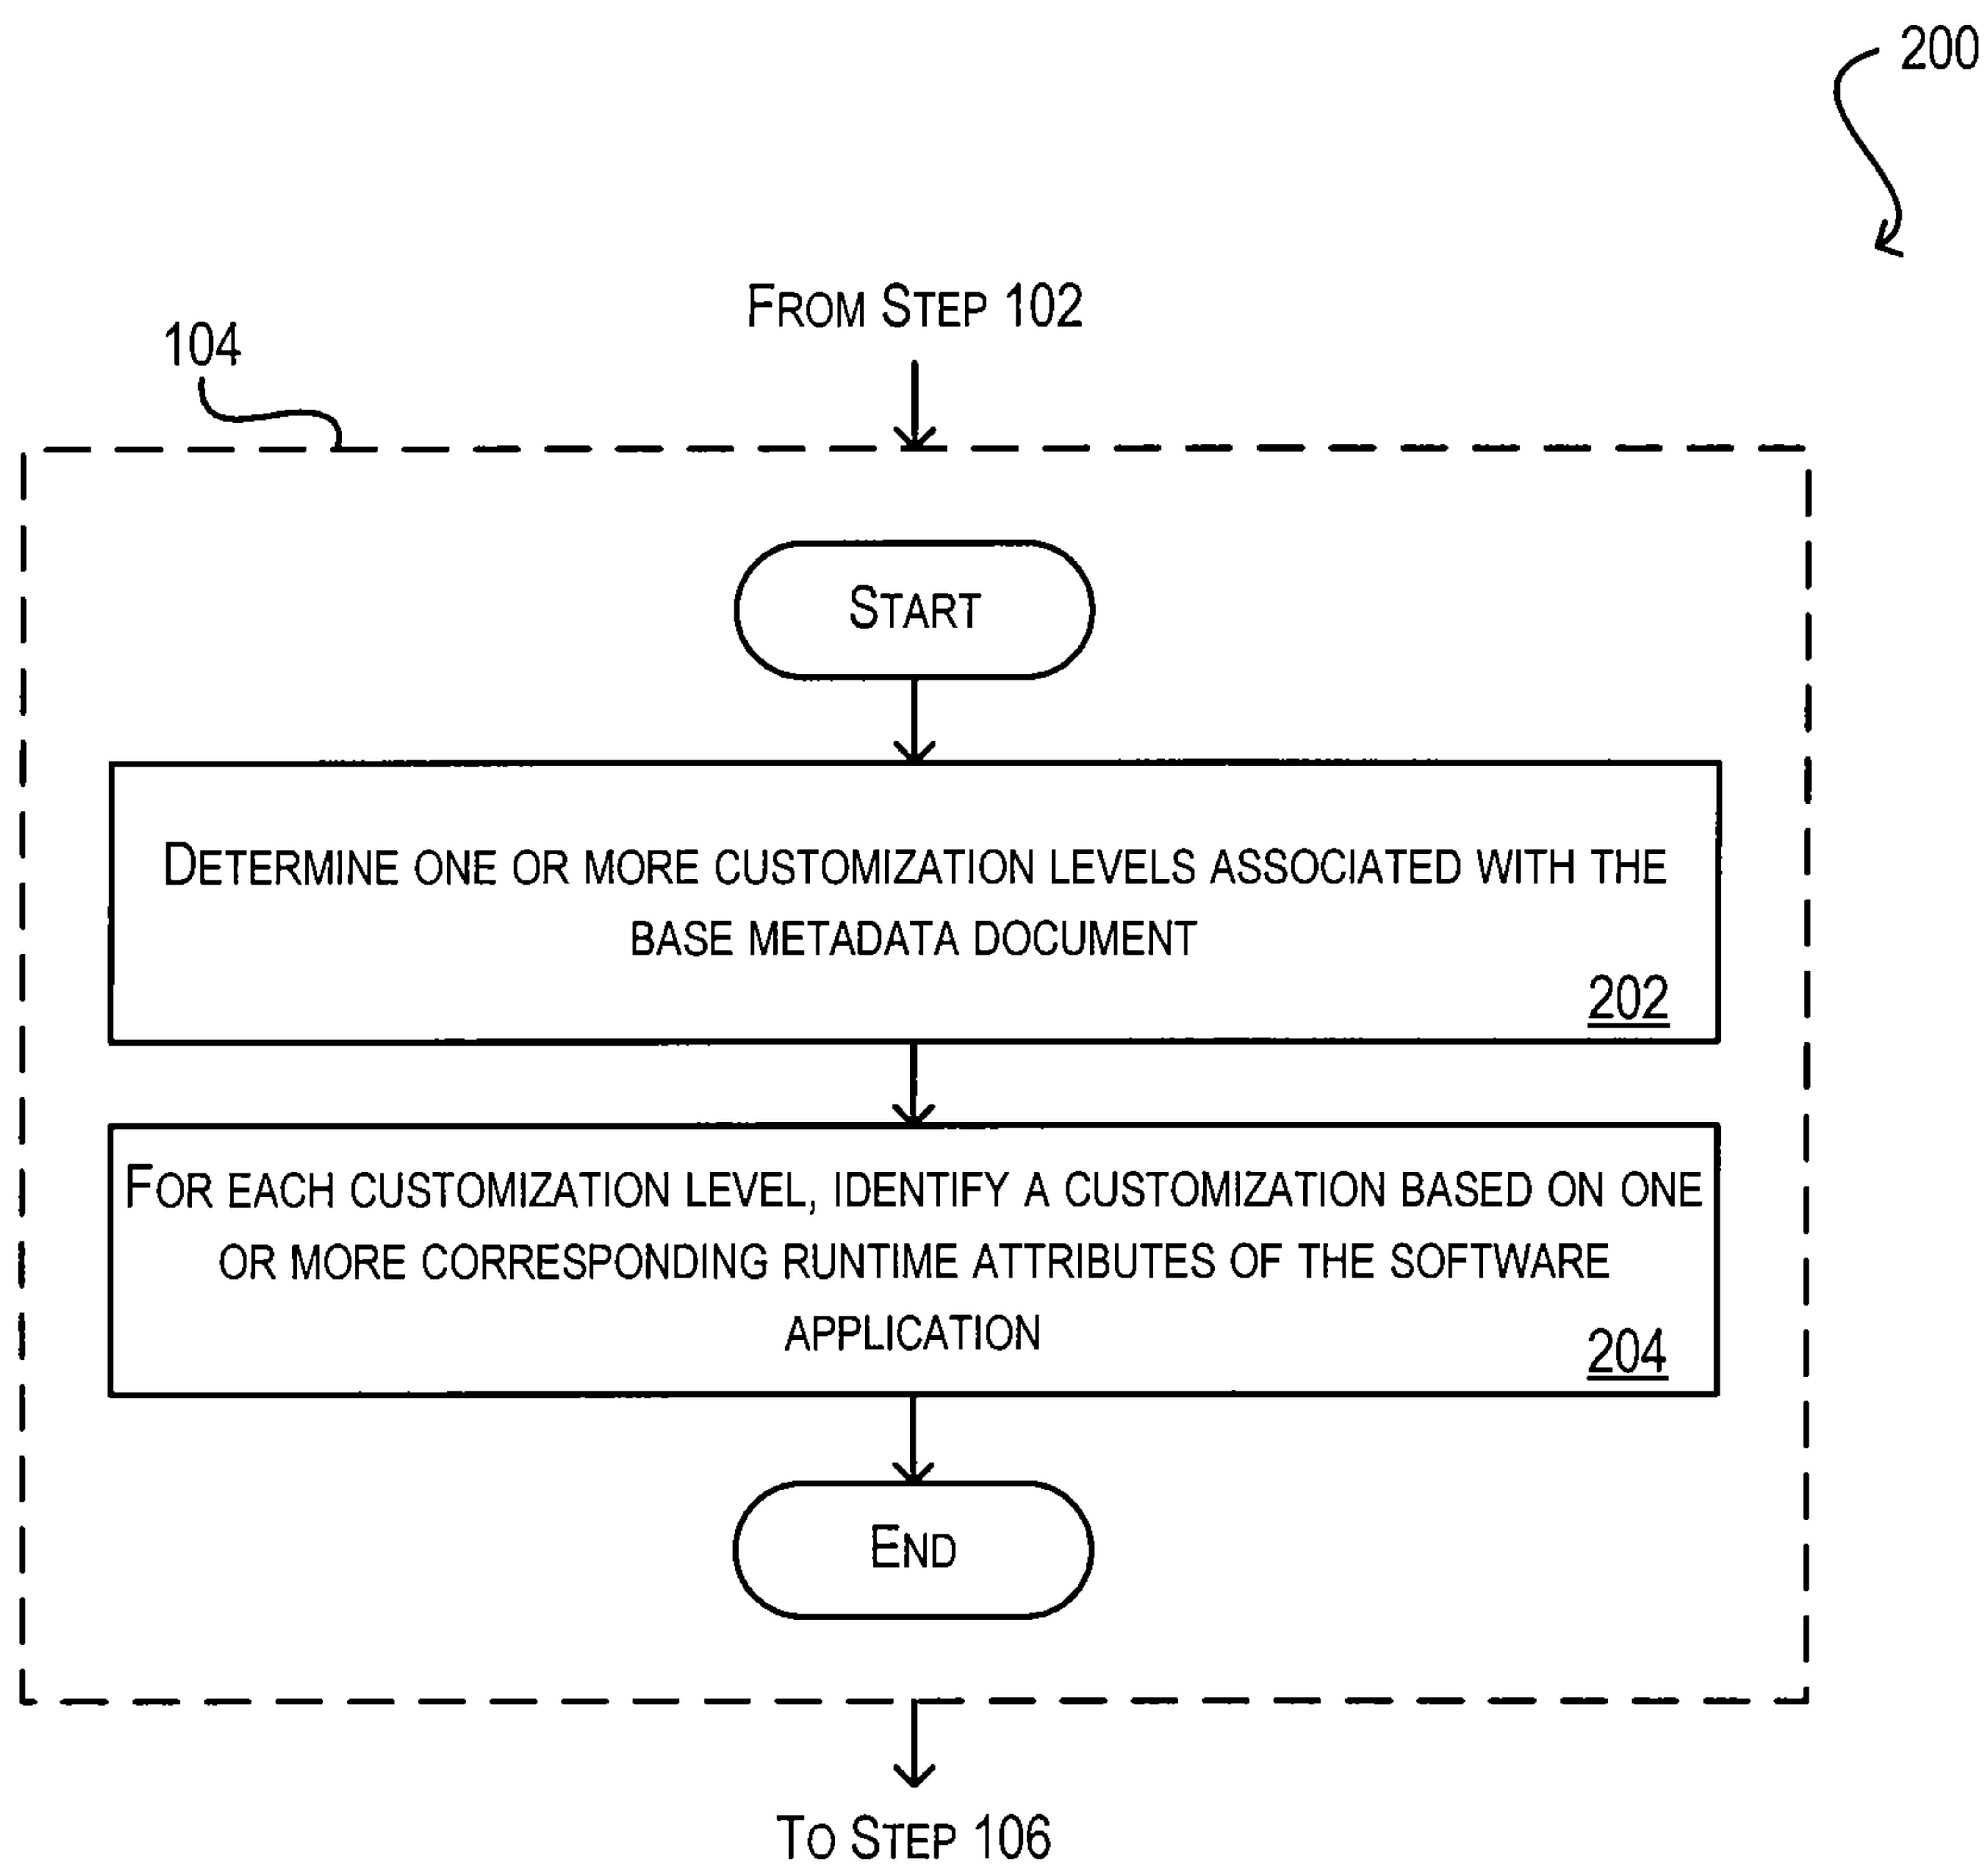 200
From Step 102
104
Start
Determine one or more customization levels associated with the
base metadata document
202
For each customization level, identify a customization based on one
or more corresponding runtime attributes of the software
application
204
End
To Step 106